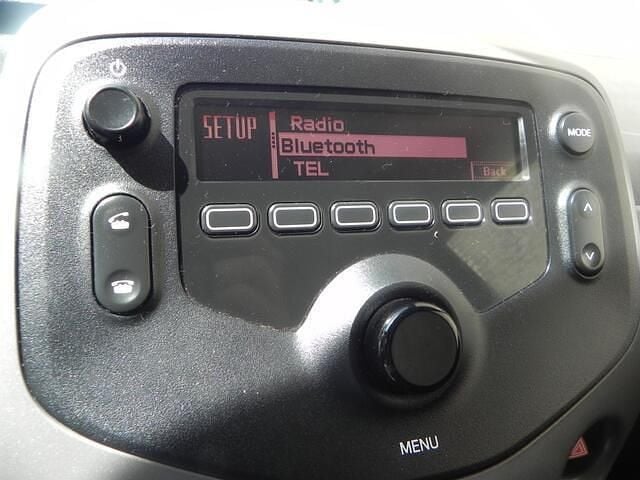 SETUP
Radio
Bluetooth
TEL
Back
MODE
MENU